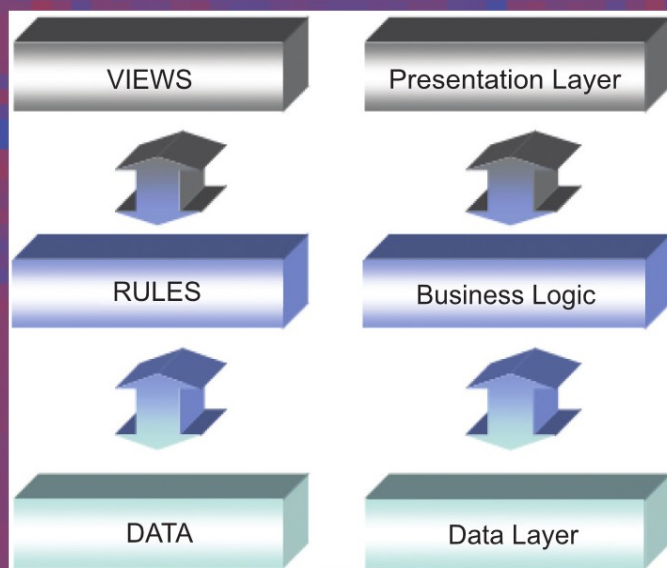 VIEWS
Presentation Layer
RULES
Business Logic
DATA
Data Layer